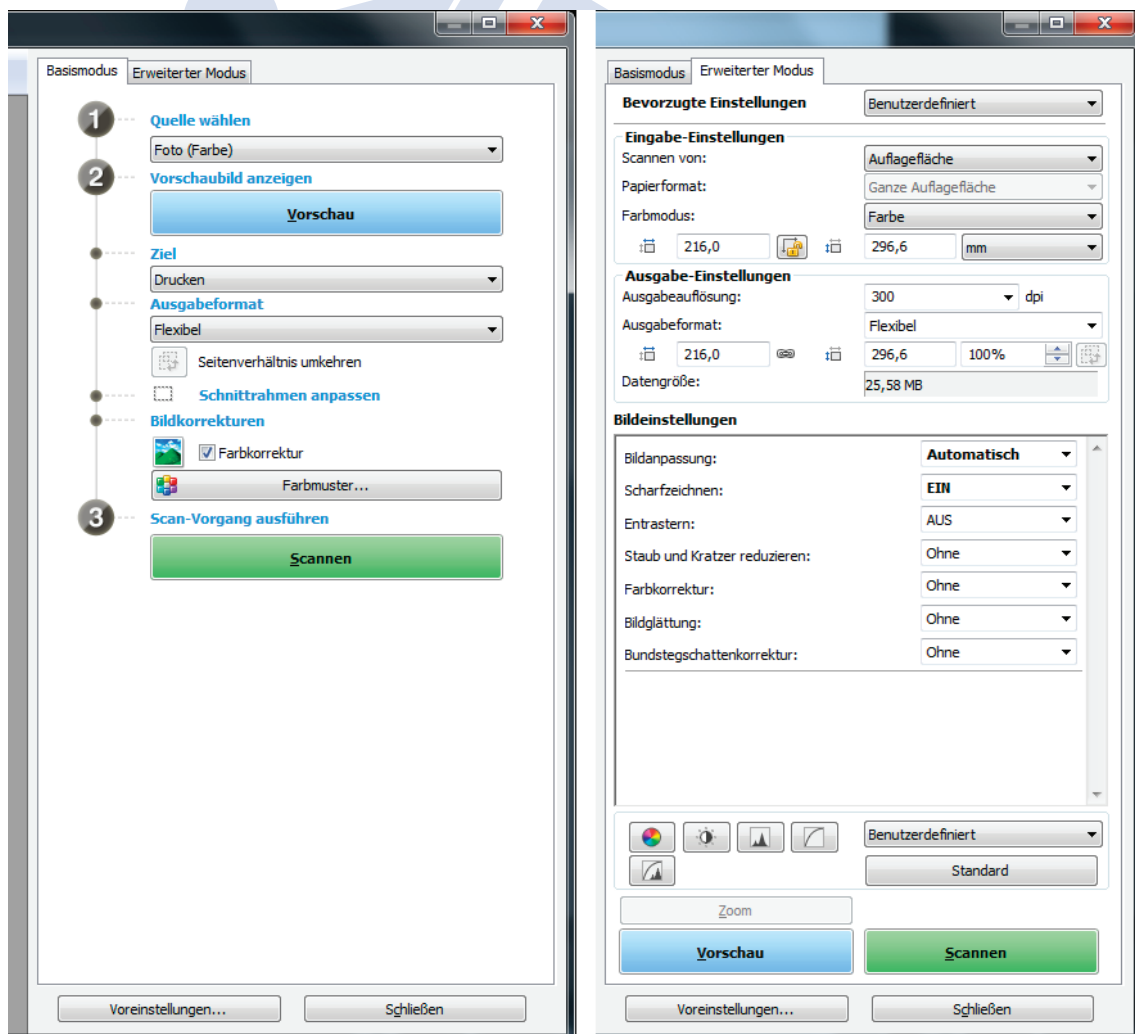 Basismodus Erweiterter Modus
1 Quelle wählen
Foto (Farbe)
2 Vorschaubild anzeigen
Vorschau
Ziel
Drucken
Ausgabeformat
Flexibel
Seitenverhältnis umkehren
Schnittrahmen anpassen
Bildkorrekturen
Farbkorrektur
Farbmuster...
3 Scan-Vorgang ausführen
Scannen
Voreinstellungen... Schließen
Basismodus Erweiterter Modus
Bevorzugte Einstellungen Benutzerdefiniert
Eingabe-Einstellungen
Scannen von: Auflagefläche
Papierformat: Ganze Auflagefläche
Farbmodus: Farbe
216,0 296,6 mm
Ausgabe-Einstellungen
Ausgabeauflösung: 300 dpi
Ausgabeformat: Flexibel
216,0 296,6 100%
Datengröße: 25,58 MB
Bildeinstellungen
Bildanpassung: Automatisch
Scharfzeichnen: EIN
Entrastern: AUS
Staub und Kratzer reduzieren: Ohne
Farbkorrektur: Ohne
Bildglättung: Ohne
Bundstegschattenkorrektur: Ohne
Benutzerdefiniert
Standard
Zoom
Vorschau Scannen
Voreinstellungen... Schließen